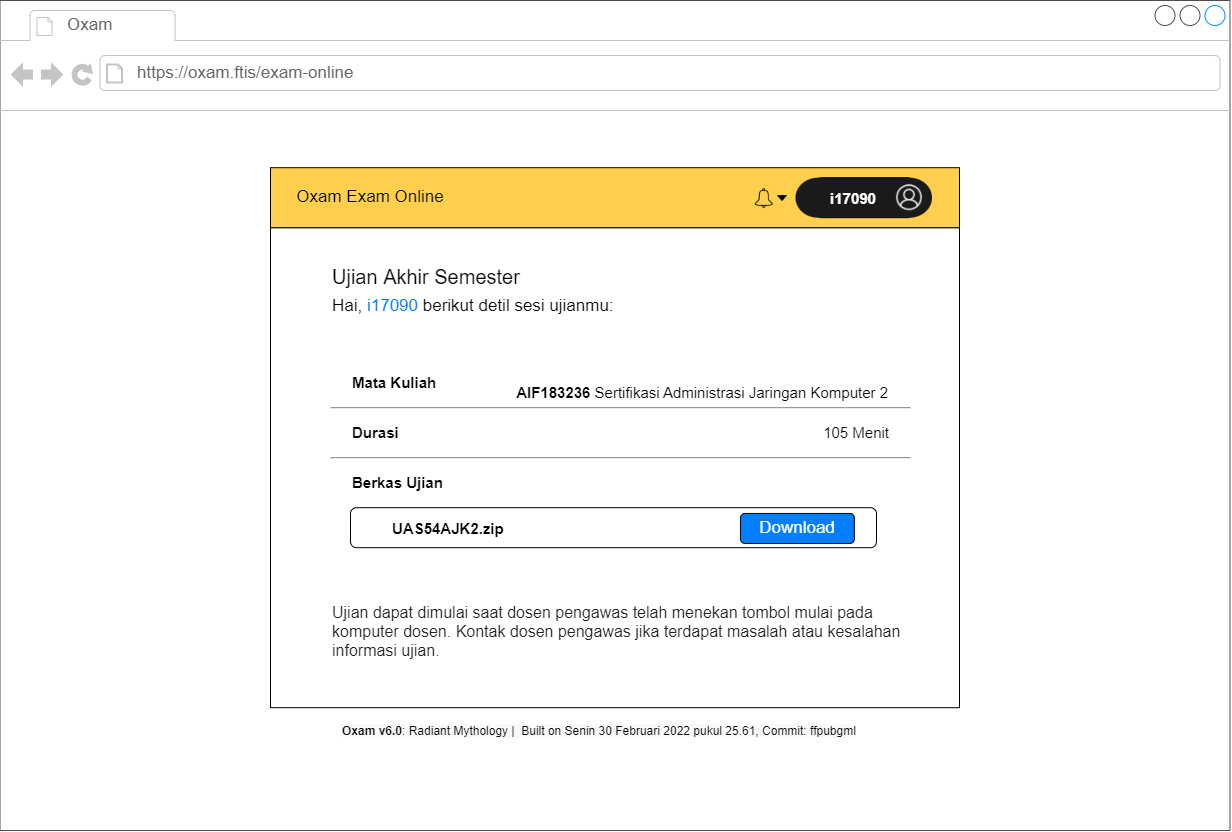 Oxam
https://oxam.ftis/exam-online
Oxam Exam Online
i17090
Ujian Akhir Semester
Hai, i17090 berikut detil sesi ujianmu:
Mata Kuliah
AIF183236 Sertifikasi Administrasi Jaringan Komputer 2
Durasi
105 Menit
Berkas Ujian
UAS54AJK2.zip
Download
Ujian dapat dimulai saat dosen pengawas telah menekan tombol mulai pada
komputer dosen. Kontak dosen pengawas jika terdapat masalah atau kesalahan
informasi ujian.
Oxam v6.0: Radiant Mythology | Built on Senin 30 Februari 2022 pukul 25.61, Commit: ffpubgml